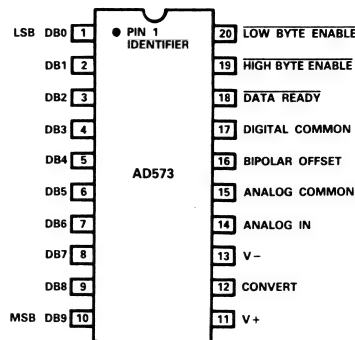 LSB DB0 1 PIN 1 IDENTIFIER 20 LOW BYTE ENABLE
DB1 2 19 HIGH BYTE ENABLE
DB2 3 18 DATA READY
DB3 4 17 DIGITAL COMMON
DB4 5 16 BIPOLAR OFFSET
AD573
DB5 6 15 ANALOG COMMON
DB6 7 14 ANALOG IN
DB7 8 13 V–
DB8 9 12 CONVERT
MSB DB9 10 11 V+